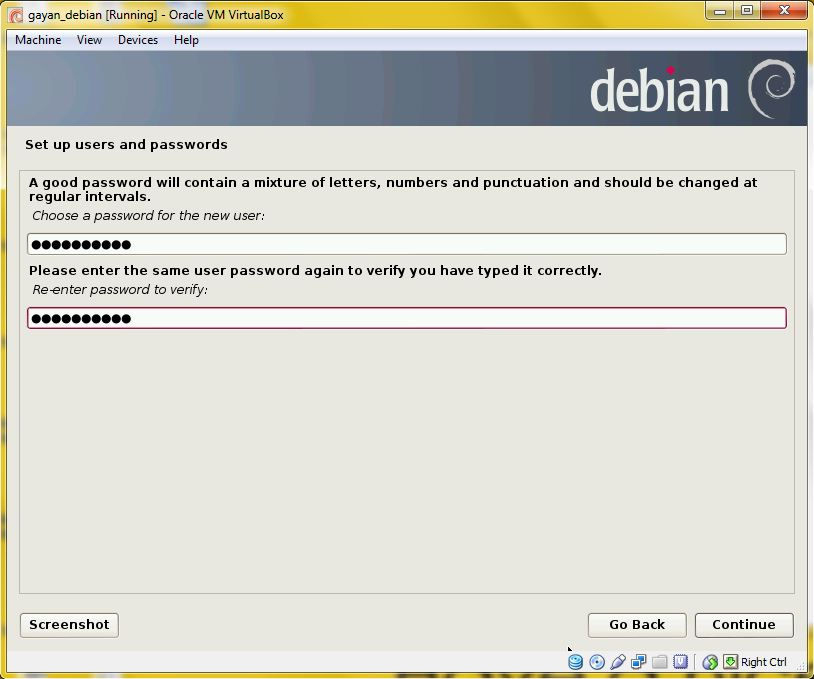 gayan_debian [Running] - Oracle VM VirtualBox
Machine View Devices Help
debian
Set up users and passwords
A good password will contain a mixture of letters, numbers and punctuation and should be changed at
regular intervals.
Choose a password for the new user:
●●●●●●●●●●
Please enter the same user password again to verify you have typed it correctly.
Re-enter password to verify:
●●●●●●●●●●
Screenshot Go Back Continue
Right Ctrl